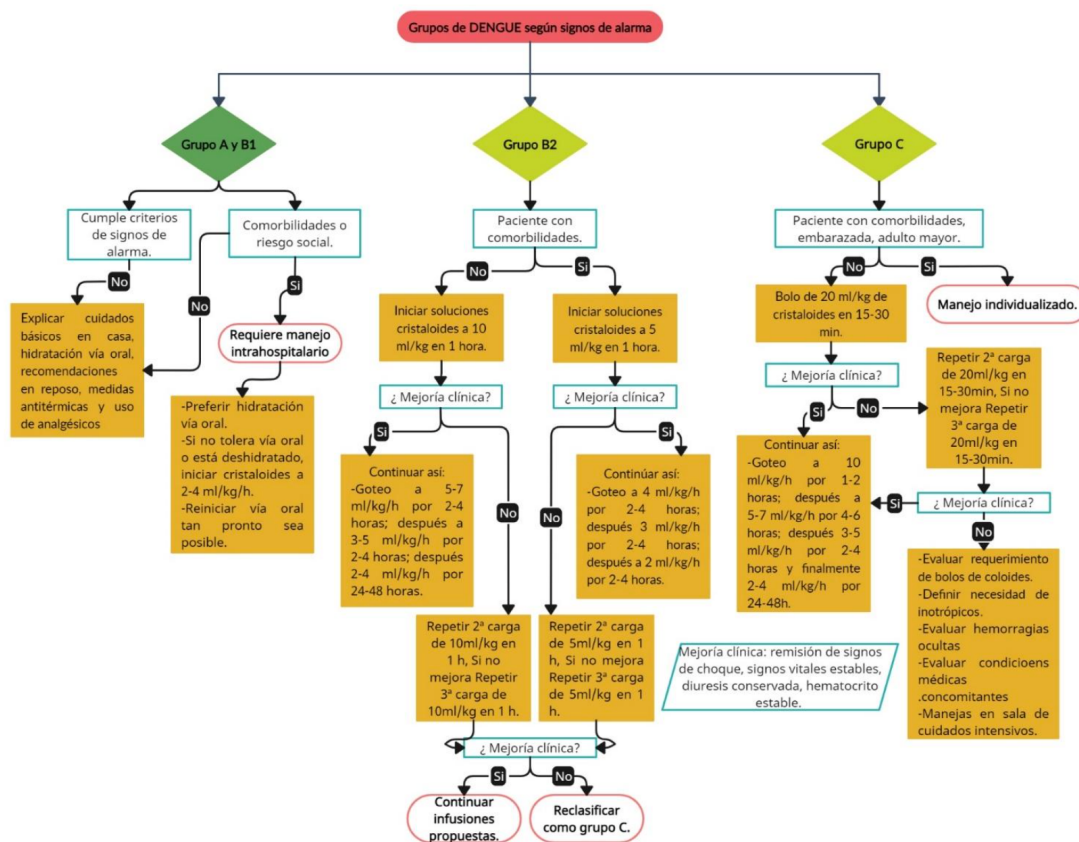 Grupos de DENGUE según signos de alarma
Grupo A y B1
Grupo B2
Grupo C
Cumple criterios
de signos de
alarma.
Comorbilidades o
riesgo social.
No
No
Si
Explicar cuidados
básicos en casa,
hidratación vía oral,
recomendaciones
en reposo, medidas
antitérmicas y uso
de analgésicos
Requiere manejo
intrahospitalario
-Preferir hidratación
vía oral.
-Si no tolera vía oral
o está deshidratado,
iniciar cristaloides a
2-4 ml/kg/h.
-Reiniciar vía oral
tan pronto sea
posible.
Paciente con
comorbilidades.
No
Si
Iniciar soluciones
cristaloides a 10
ml/kg en 1 hora.
Iniciar soluciones
cristaloides a 5
ml/kg en 1 hora.
¿ Mejoría clínica?
¿ Mejoría clínica?
Si
No
No
Si
Continuar así:
-Goteo a 5-7
ml/kg/h por 2-4
horas; después a
3-5 ml/kg/h por
2-4 horas; después
2-4 ml/kg/h por
24-48 horas.
Continúar así:
-Goteo a 4 ml/kg/h
por 2-4 horas;
después 3 ml/kg/h
por 2-4 horas;
después a 2 ml/kg/h
por 2-4 horas.
Repetir 2ª carga
de 10ml/kg en
1 h, Si no
mejora Repetir
3ª carga de
10ml/kg en 1 h.
Repetir 2ª carga
de 5ml/kg en 1
h, Si no mejora
Repetir 3ª carga
de 5ml/kg en 1
h.
¿ Mejoría clínica?
Si
No
Continuar
infusiones
propuestas.
Reclasificar
como grupo C.
Paciente con comorbilidades,
embarazada, adulto mayor.
No
Si
Bolo de 20 ml/kg de
cristaloides en 15-30
min.
Manejo individualizado.
¿ Mejoría clínica?
Si
No
Repetir 2ª carga
de 20ml/kg en
15-30min, Si no
mejora Repetir
3ª carga de
20ml/kg en
15-30min.
Continuar así:
-Goteo a 10
ml/kg/h por 1-2
horas; después a
5-7 ml/kg/h por 4-6
horas; después 3-5
ml/kg/h por 2-4
horas y finalmente
2-4 ml/kg/h por
24-48h.
Si
¿ Mejoría clínica?
No
-Evaluar requerimiento
de bolos de coloides.
-Definir necesidad de
inotrópicos.
-Evaluar hemorragias
ocultas
-Evaluar condicioens
médicas
.concomitantes
-Manejas en sala de
cuidados intensivos.
Mejoría clínica: remisión de signos
de choque, signos vitales estables,
diuresis conservada, hematocrito
estable.